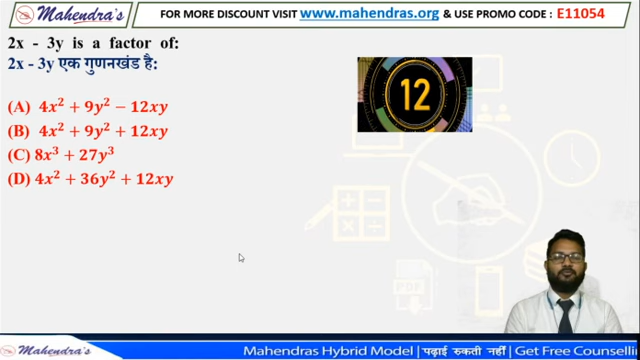 Mahendra's
FOR MORE DISCOUNT VISIT www.mahendras.org & USE PROMO CODE : E11054
2x - 3y is a factor of:
2x - 3y एक गुणनखंड है:
(A) 4x² + 9y² − 12xy
(B) 4x² + 9y² + 12xy
(C) 8x³ + 27y³
(D) 4x² + 36y² + 12xy
12
PDF
Mahendra's
Mahendras Hybrid Model | पढ़ाई रुकती नहीं | Get Free Counselli